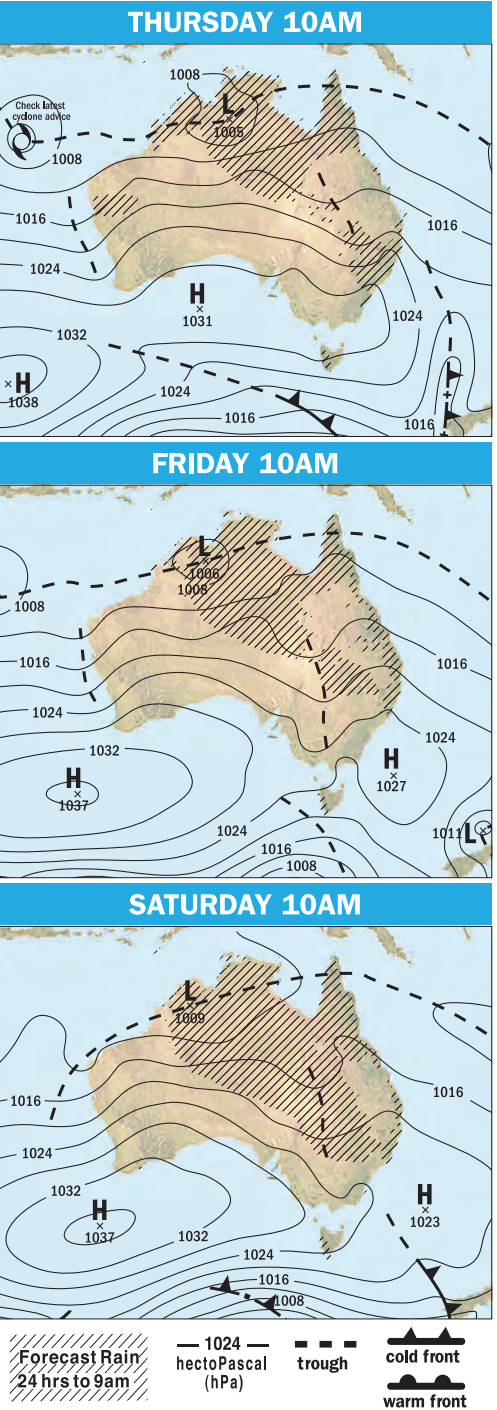 THURSDAY 10AM
1008
L
1005
Check latest
cyclone advice
1008
1016
1016
1024
H
1031
1024
1032
H
1038
1024
1016
1016
FRIDAY 10AM
L
1006
1008
1008
1016
1016
1024
1024
1032
H
1037
H
1027
1024
1011
L
1016
1008
SATURDAY 10AM
L
1009
1016
1016
1024
1032
H
1037
H
1023
1032
1024
1016
1008
Forecast Rain
24 hrs to 9am
1024
hectoPascal
(hPa)
trough
cold front
warm front